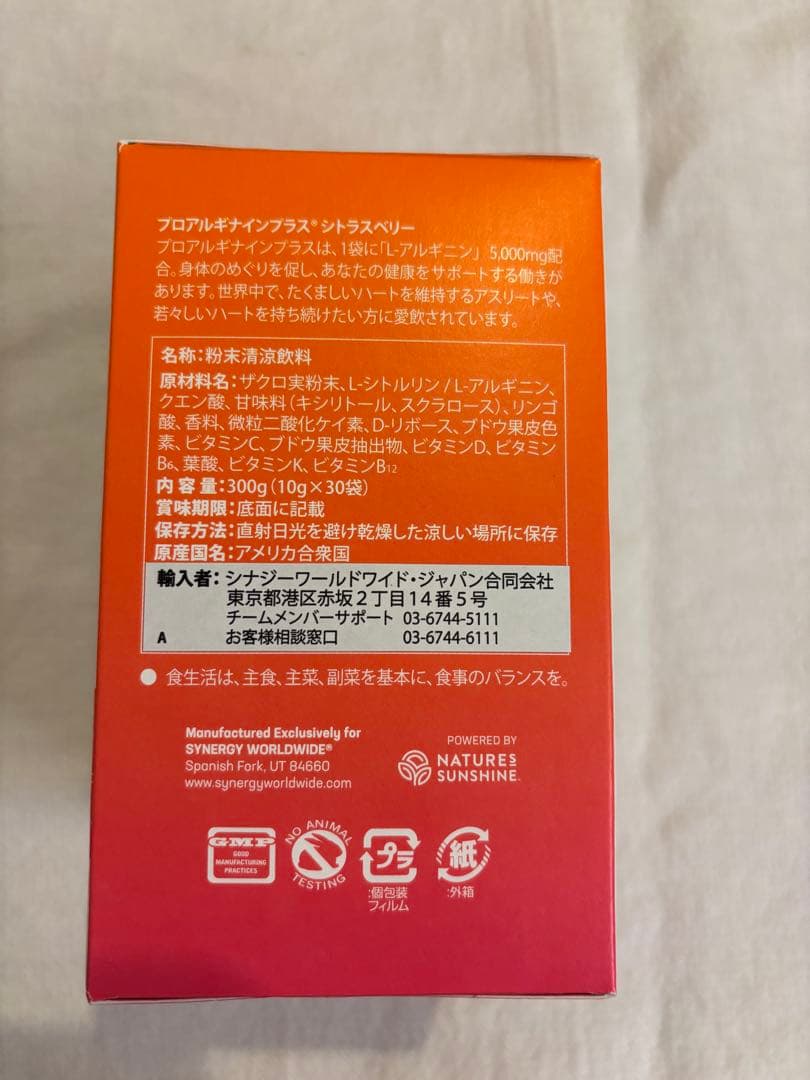 プロアルギナインプラス® シトラスベリー
プロアルギナインプラスは、1袋に「L-アルギニン」 5,000mg配
合。身体のめぐりを促し、あなたの健康をサポートする働きが
あります。世界中で、たくましいハートを維持するアスリートや、
若々しいハートを持ち続けたい方に愛飲されています。
名称：粉末清涼飲料
原材料名：ザクロ実粉末、L-シトルリン / L-アルギニン、
クエン酸、甘味料（キシリトール、スクラロース）、リンゴ
酸、香料、微粒二酸化ケイ素、D-リボース、ブドウ果皮色
素、ビタミンC、ブドウ果皮抽出物、ビタミンD、ビタミン
B₆、葉酸、ビタミンK、ビタミンB₁₂
内 容 量：300g（10g×30袋）
賞味期限：底面に記載
保存方法：直射日光を避け乾燥した涼しい場所に保存
原産国名：アメリカ合衆国
輸入者：シナジーワールドワイド・ジャパン合同会社
東京都港区赤坂２丁目１４番５号
チームメンバーサポート 03-6744-5111
A お客様相談窓口 03-6744-6111
● 食生活は、主食、主菜、副菜を基本に、食事のバランスを。
Manufactured Exclusively for
SYNERGY WORLDWIDE®
Spanish Fork, UT 84660
www.synergyworldwide.com
POWERED BY
NATURE'S
SUNSHINE
GMP
GOOD
MANUFACTURING
PRACTICES
NO ANIMAL
TESTING
プラ
:個包装
フィルム
紙
:外箱